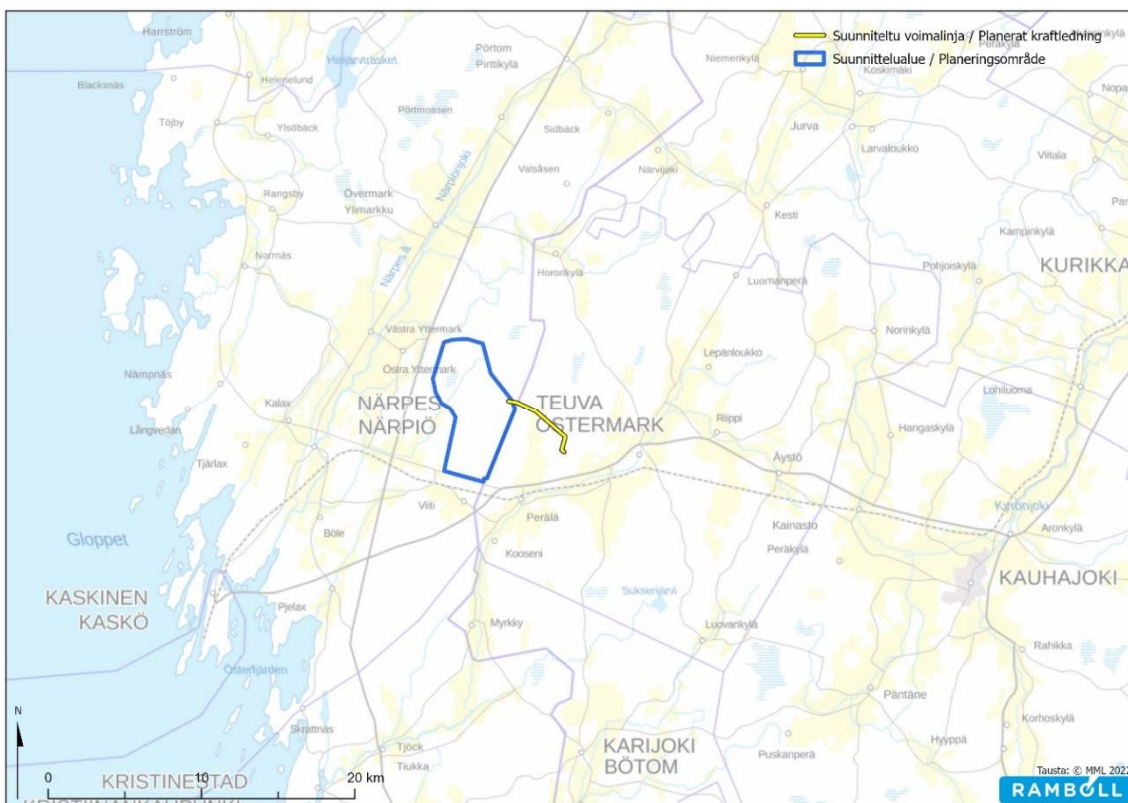 Harrström
Suunniteltu voimalinja / Planerat kraftledning
Suunnittelualue / Planeringsområde
Pörtom
Pirttikylä
Niemenkylä
Koskimäki
Helenelund
Blacksnäs
Töjby
Pörtmossen
Nopa
Ylsöbäck
Sidbäck
Jurva
Larvaloukko
Närpiönjoki
Närvijoki
Viitala
Valsåsen
Rangsby
Övermark
Ylimarkku
Kesti
Kampinkylä
Norrnäs
Närpes å
Horonkylä
Luomanperä
Pohjoiskylä
KURIKKA
Västra Yttermark
Norinkylä
Östra Yttermark
Lepänloukko
Nämpnäs
Lohiluoma
Kalax
NÄRPES
NÄRPIÖ
TEUVA
ÖSTERMARK
Långvedan
Riippi
Hangaskylä
Tjärlax
Äystö
Viiti
Perälä
Kyrönjoki
Böle
Kainasto
Aronkylä
Gloppet
Kooseni
Peräkylä
KAUHAJOKI
KASKINEN
KASKÖ
Suksenjärvi
Pjelax
Myrkky
Luovankylä
Rahikka
Österfjärden
N
Päntäne
Skrattnäs
Korhoskylä
Tjöck
Tiukka
KARIJOKI
BÖTOM
Hyyppä
Puskanperä
0 10 20 km
KRISTINESTAD
KRISTIINANKAUPUNKI
Tausta: © MML 2022
RAMBOLL